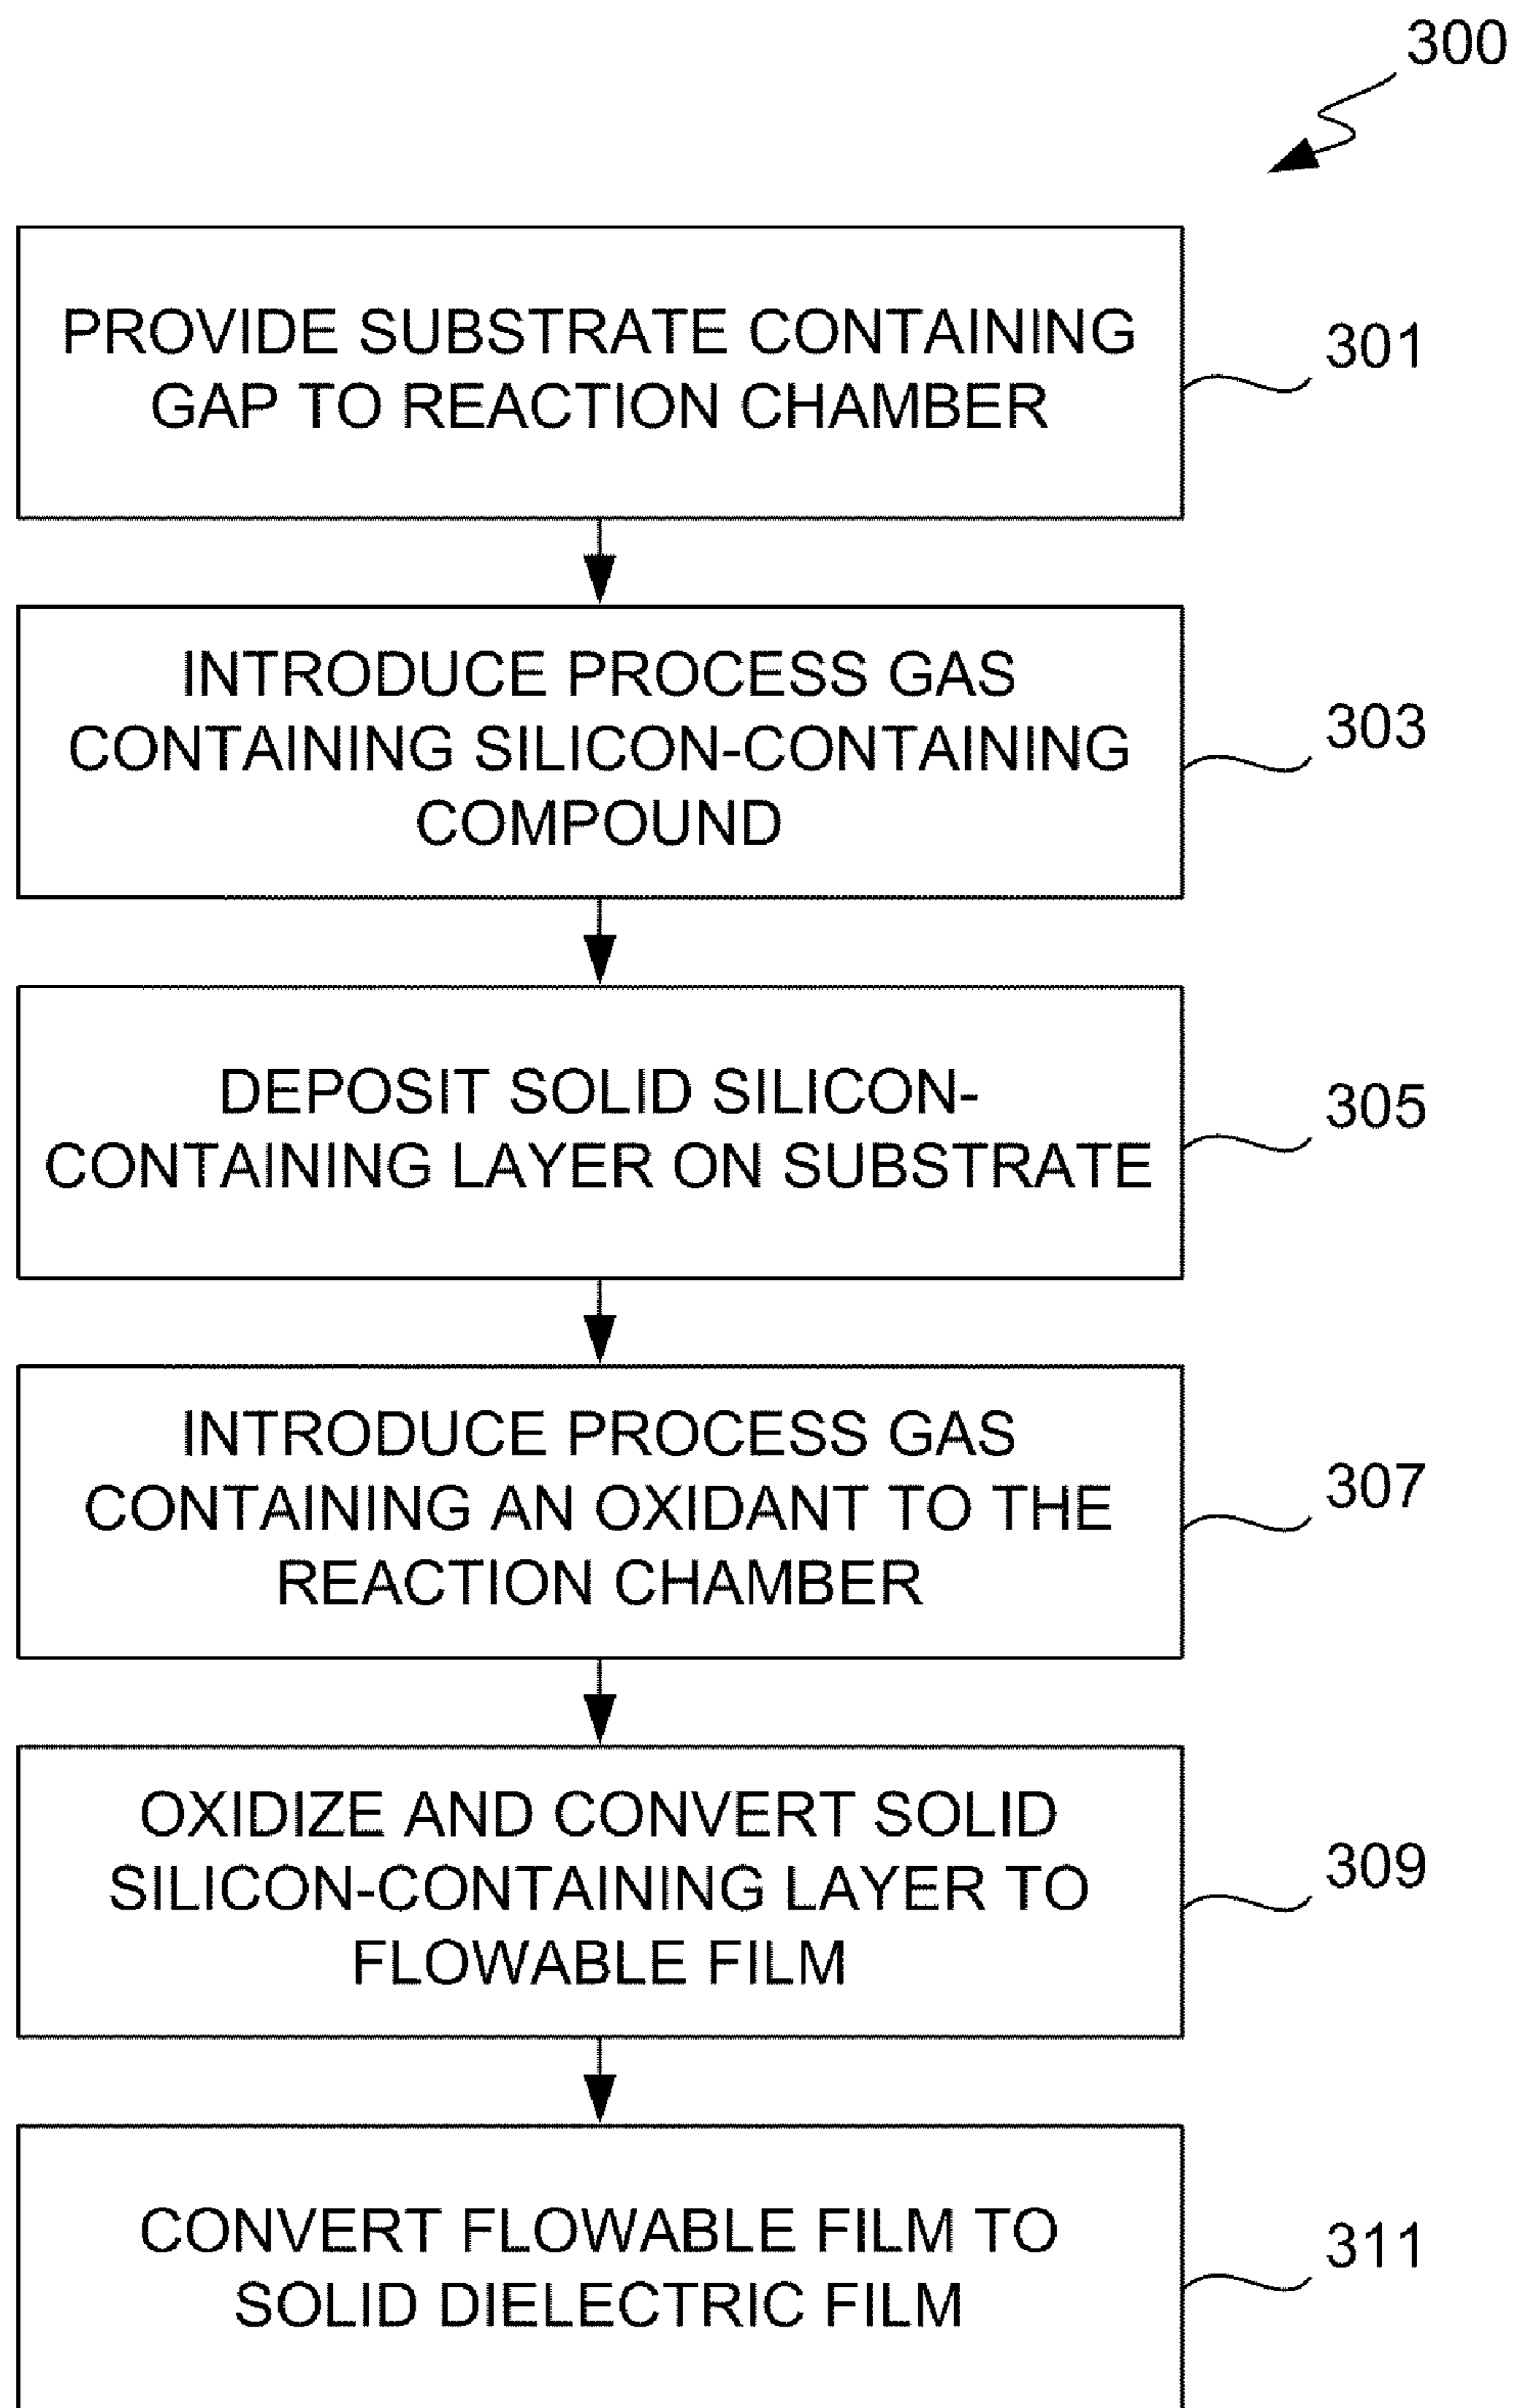 300
PROVIDE SUBSTRATE CONTAINING
GAP TO REACTION CHAMBER
301
INTRODUCE PROCESS GAS
CONTAINING SILICON-CONTAINING
COMPOUND
303
DEPOSIT SOLID SILICON-
CONTAINING LAYER ON SUBSTRATE
305
INTRODUCE PROCESS GAS
CONTAINING AN OXIDANT TO THE
REACTION CHAMBER
307
OXIDIZE AND CONVERT SOLID
SILICON-CONTAINING LAYER TO
FLOWABLE FILM
309
CONVERT FLOWABLE FILM TO
SOLID DIELECTRIC FILM
311